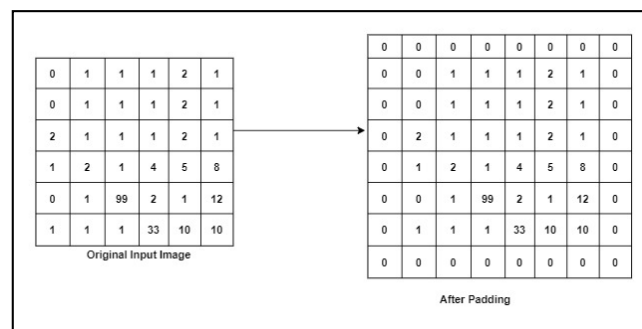 0 1 1 1 2 1
0 1 1 1 2 1
2 1 1 1 2 1
1 2 1 4 5 8
0 1 99 2 1 12
1 1 1 33 10 10
Original Input Image
0 0 0 0 0 0 0 0
0 0 1 1 1 2 1 0
0 0 1 1 1 2 1 0
0 2 1 1 1 2 1 0
0 1 2 1 4 5 8 0
0 0 1 99 2 1 12 0
0 1 1 1 33 10 10 0
0 0 0 0 0 0 0 0
After Padding